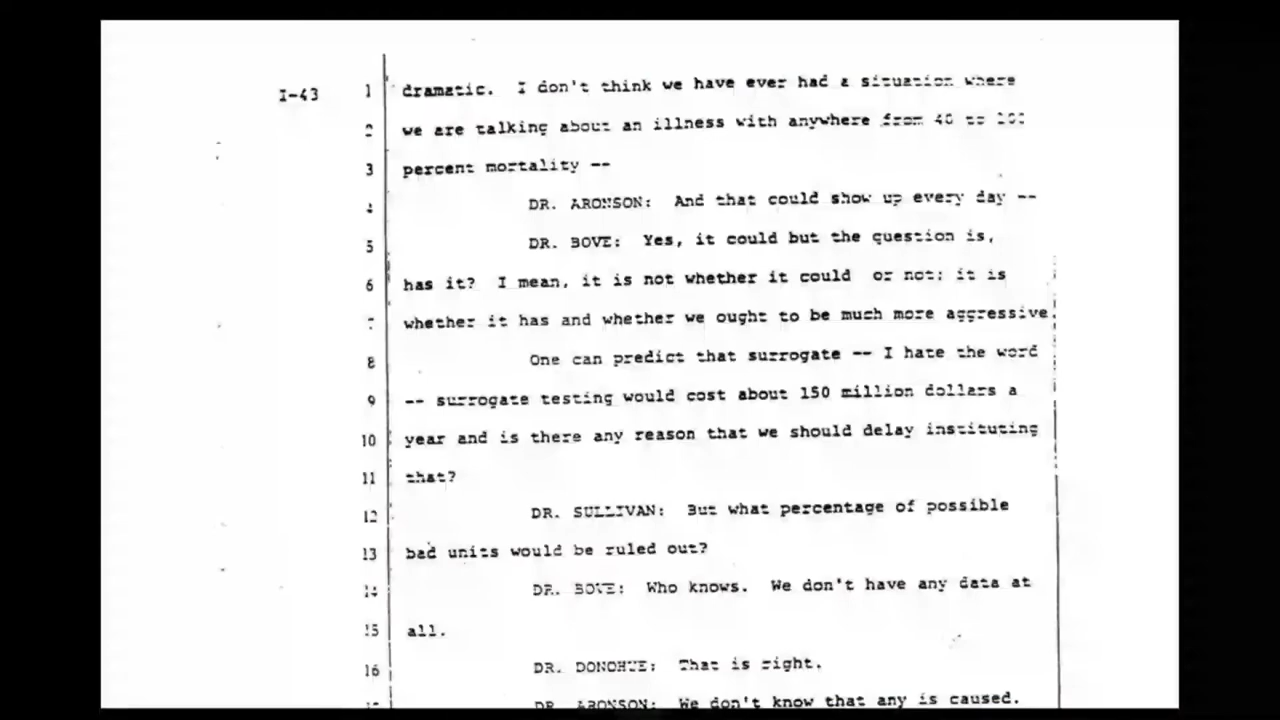 I-43
1 dramatic. I don't think we have ever had a situation where
2 we are talking about an illness with anywhere from 40 to 100
3 percent mortality --
4 DR. ARONSON: And that could show up every day --
5 DR. BOVE: Yes, it could but the question is,
6 has it? I mean, it is not whether it could or not; it is
7 whether it has and whether we ought to be much more aggressive.
8 One can predict that surrogate -- I hate the word
9 -- surrogate testing would cost about 150 million dollars a
10 year and is there any reason that we should delay instituting
11 that?
12 DR. SULLIVAN: But what percentage of possible
13 bad units would be ruled out?
14 DR. BOVE: Who knows. We don't have any data at
15 all.
16 DR. DONOHUE: That is right.
DR. ARONSON: We don't know that any is caused.